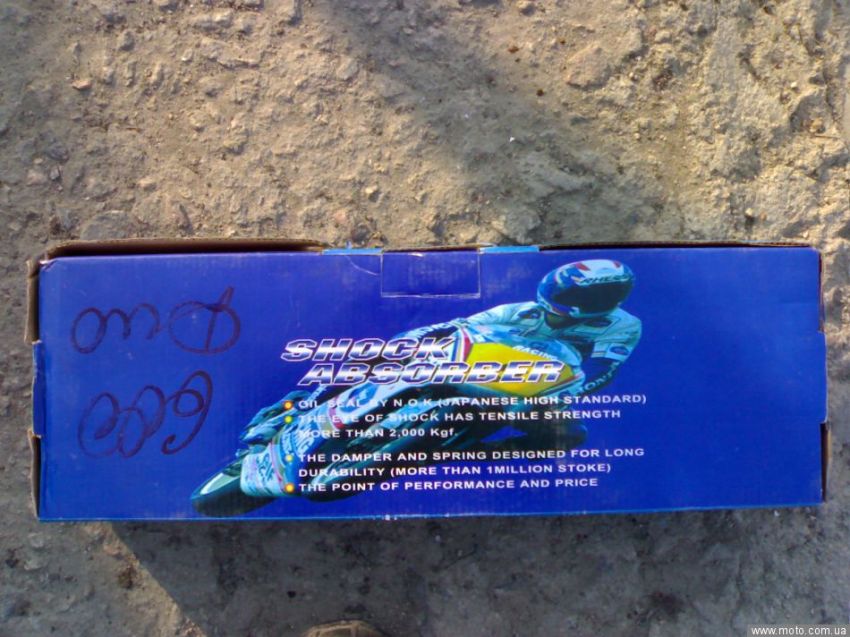 SHOCK
ABSORBER
RACING
OIL SEAL BY N O K (JAPANESE HIGH STANDARD)
THE EYE OF SHOCK HAS TENSILE STRENGTH
MORE THAN 2,000 Kgf.
THE DAMPER AND SPRING DESIGNED FOR LONG
DURABILITY (MORE THAN 1MILLION STOKE)
THE POINT OF PERFORMANCE AND PRICE
www.moto.com.ua